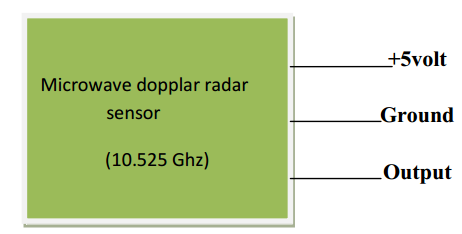 Microwave dopplar radar
sensor
(10.525 Ghz)
+5volt
Ground
Output